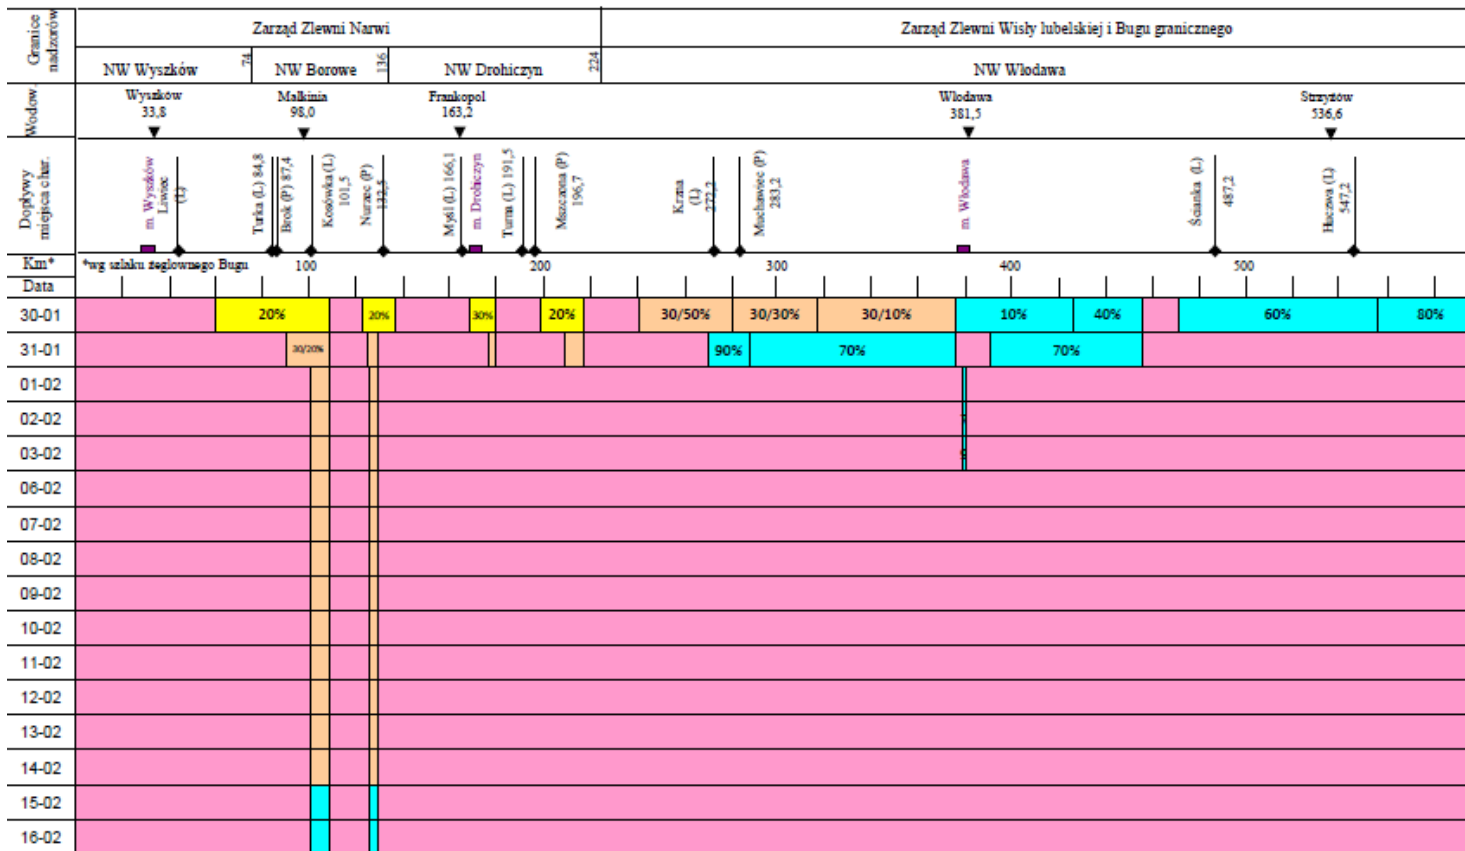 Granice nadzorów
Zarząd Zlewni Narwi
Zarząd Zlewni Wisły lubelskiej i Bugu granicznego
NW Wyszków
74
NW Borowe
136
NW Drohiczyn
224
NW Włodawa
Wodow.
Wyszków
33,8
Małkinia
98,0
Frankopol
163,2
Włodawa
381,5
Strzyżów
536,6
Dopływy
miejsca char.
m. Wyszków
Liwiec
(L)
Turka (L) 84,8
Brok (P) 87,4
Kosówka (L)
101,5
Nurzec (P)
132,5
Myśl (L) 166,1
m. Drohiczyn
Turna (L) 191,5
Mszczona (P)
196,7
Krzna
(L)
272,2
Muchawiec (P)
283,2
m. Włodawa
Ścianka (L)
487,2
Huczwa (L)
547,2
Km*
*wg szlaku żeglownego Bugu
100
200
300
400
500
Data
30-01
20%
20%
30%
20%
30/50%
30/30%
30/10%
10%
40%
60%
80%
31-01
30/20%
90%
70%
70%
01-02
02-02
03-02
06-02
07-02
08-02
09-02
10-02
11-02
12-02
13-02
14-02
15-02
16-02